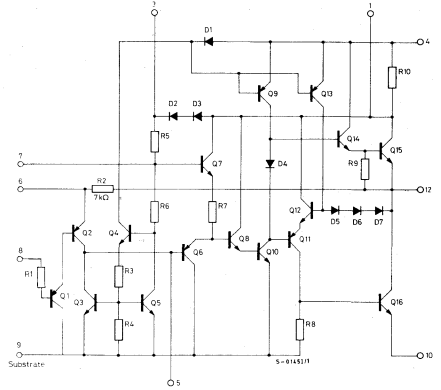 3
1
D1
4
R10
Q9
Q13
D2 D3
Q14
Q15
R5
R9
7
Q7
D4
6
R2
7kΩ
12
R6
R7
Q12
D5 D6 D7
Q2
Q4
8
Q6
Q8
Q10
Q11
R1
R3
Q1
Q3
Q5
Q16
R4
R8
9
S-01452/1
10
Substrate
5